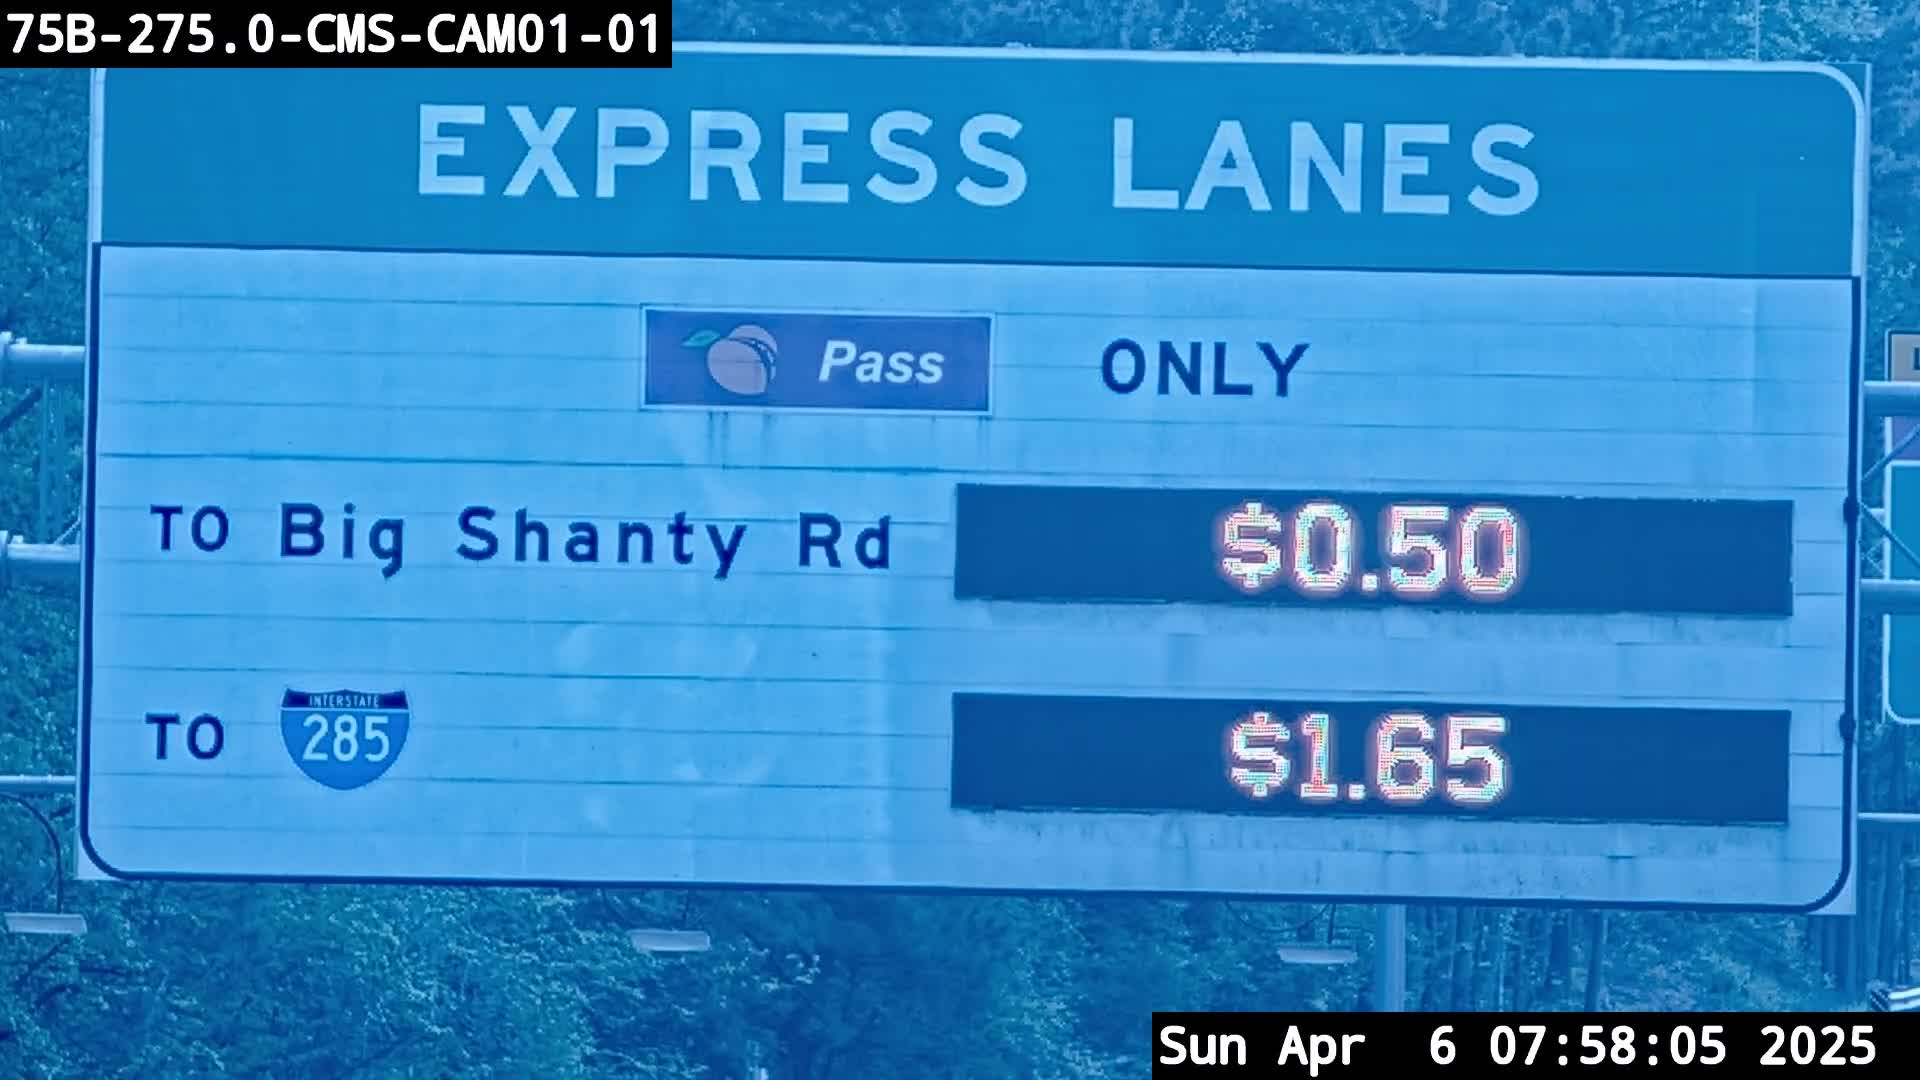 75B-275.0-CMS-CAM01-01
EXPRESS LANES
Pass ONLY
TO Big Shanty Rd $0.50
TO INTERSTATE 285 $1.65
Sun Apr 6 07:58:05 2025